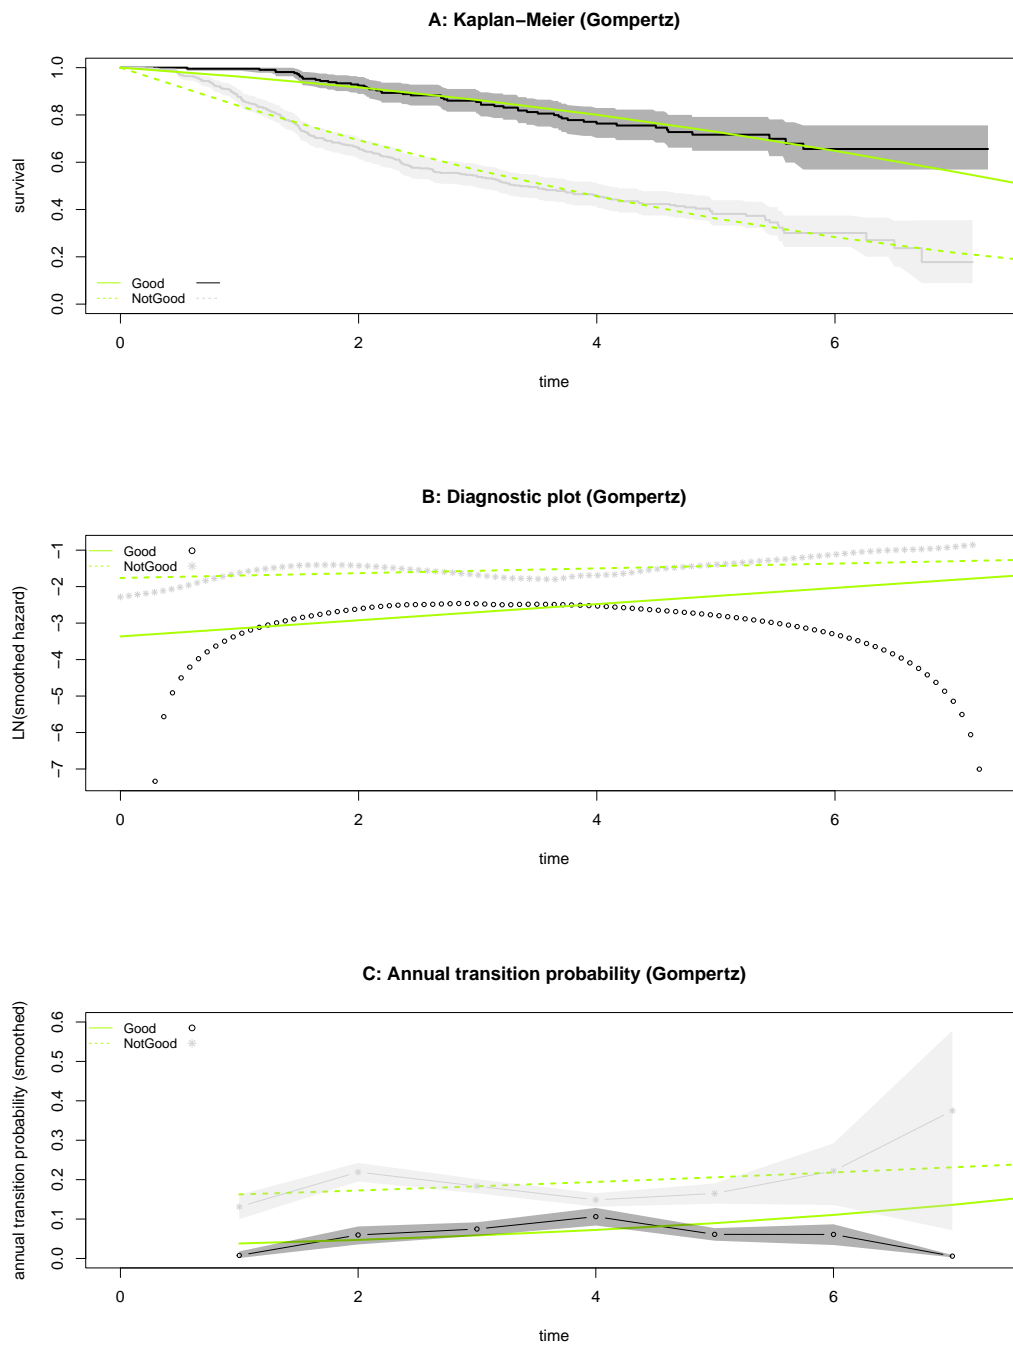 A: Kaplan−Meier (Gompertz)
survival
1.0
0.8
0.6
0.4
0.2
0.0
Good
NotGood
0 2 4 6
time
B: Diagnostic plot (Gompertz)
LN(smoothed hazard)
−1
−2
−3
−4
−5
−6
−7
Good
NotGood
0 2 4 6
time
C: Annual transition probability (Gompertz)
annual transition probability (smoothed)
0.6
0.5
0.4
0.3
0.2
0.1
0.0
Good
NotGood
0 2 4 6
time